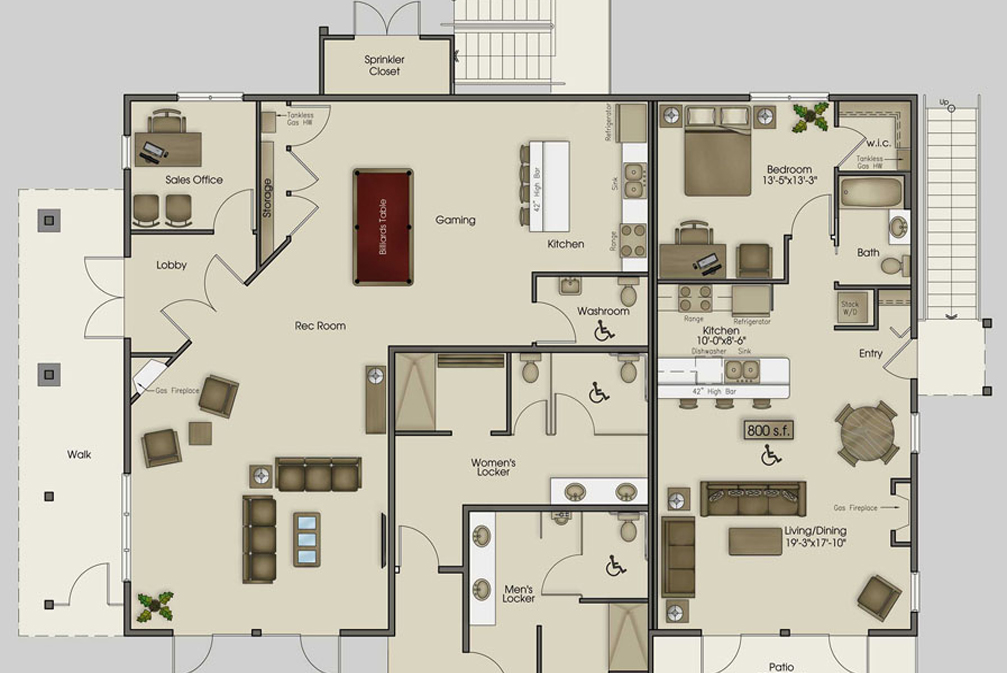 Sprinkler
Closet
Tankless
Gas HW
Sales Office
Storage
Billiards Table
Gaming
42" High Bar
Refrigerator
Sink
Range
Kitchen
Lobby
Rec Room
Washroom
Gas Fireplace
Walk
Women's
Locker
Men's
Locker
Bedroom
13'-5"x13'-3"
w.i.c.
Tankless
Gas HW
Up
Bath
Stack
W/D
Range
Refrigerator
Kitchen
10'-0"x8'-6"
Dishwasher
Sink
42" High Bar
Entry
800 s.f.
Gas Fireplace
Living/Dining
19'-3"x17'-10"
Patio